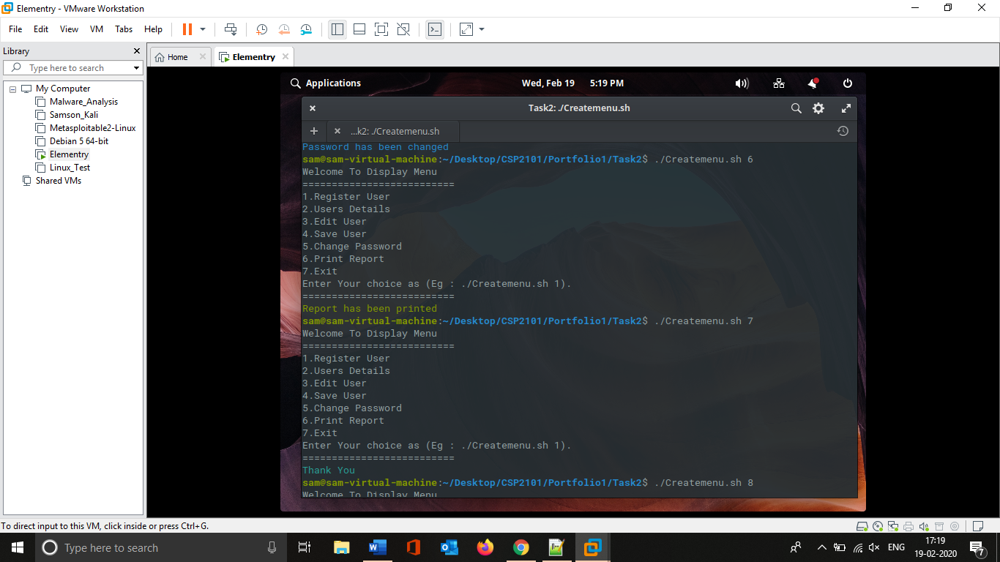 Elementry - VMware Workstation
File Edit View VM Tabs Help
Library
Type here to search
Home
Elementry
My Computer
Malware_Analysis
Samson_Kali
Metasploitable2-Linux
Debian 5 64-bit
Elementry
Linux_Test
Shared VMs
Applications Wed, Feb 19 5:19 PM
Task2: ./Createmenu.sh
...k2: ./Createmenu.sh
Password has been changed
sam@sam-virtual-machine:~/Desktop/CSP2101/Portfolio1/Task2$ ./Createmenu.sh 6
Welcome To Display Menu
==========================
1.Register User
2.Users Details
3.Edit User
4.Save User
5.Change Password
6.Print Report
7.Exit
Enter Your choice as (Eg : ./Createmenu.sh 1).
==========================
Report has been printed
sam@sam-virtual-machine:~/Desktop/CSP2101/Portfolio1/Task2$ ./Createmenu.sh 7
Welcome To Display Menu
==========================
1.Register User
2.Users Details
3.Edit User
4.Save User
5.Change Password
6.Print Report
7.Exit
Enter Your choice as (Eg : ./Createmenu.sh 1).
==========================
Thank You
sam@sam-virtual-machine:~/Desktop/CSP2101/Portfolio1/Task2$ ./Createmenu.sh 8
Welcome To Display Menu
To direct input to this VM, click inside or press Ctrl+G.
Type here to search
ENG
17:19
19-02-2020
7